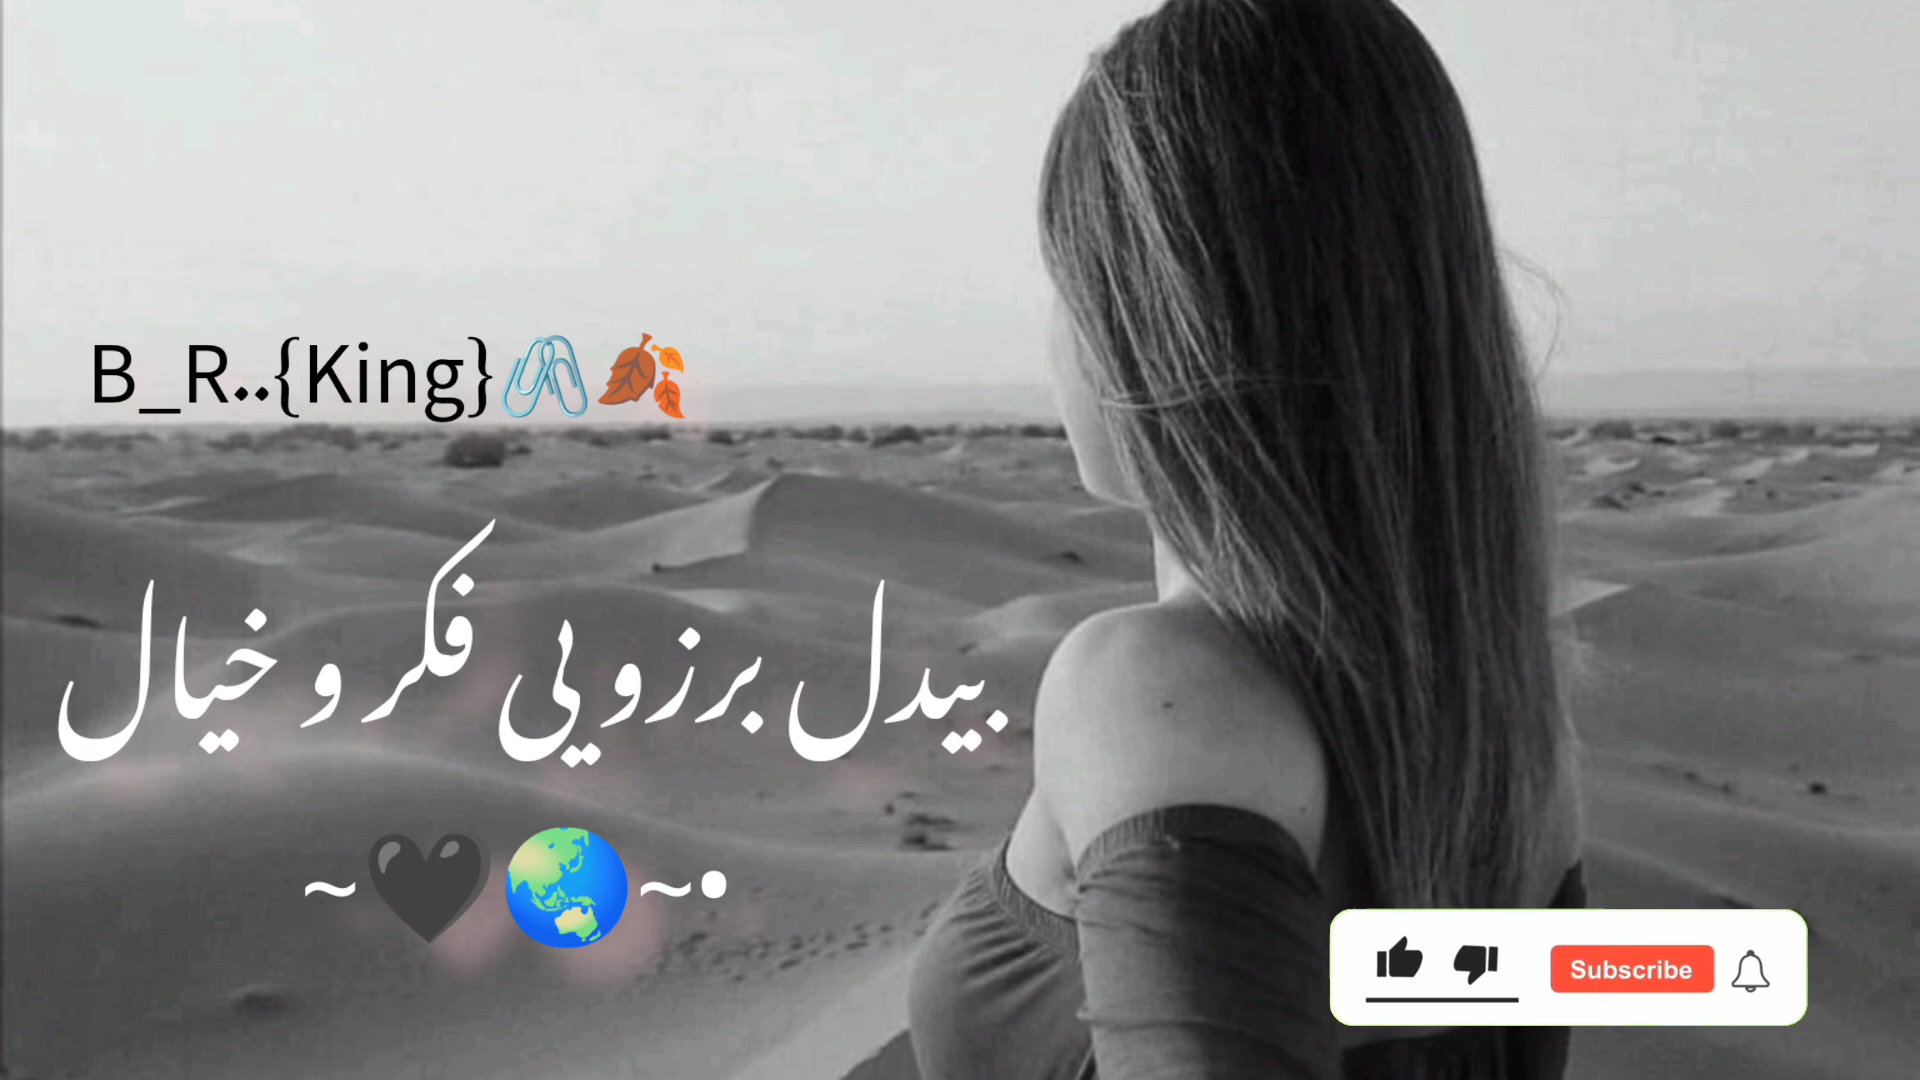 B_R..{King}🖇️🍂
بیدل برزویی فکر و خیال
~🖤🌏~•
Subscribe